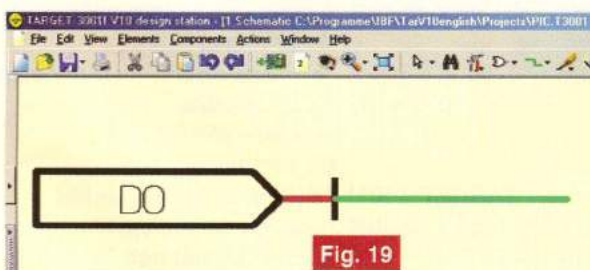 TARGET 3001! V10 design station - [1 Schematic C:\Programme\IBF\TarV10english\Projects\PIC.T3001
File Edit View Elements Components Actions Window Help
2
DO
Fig. 19